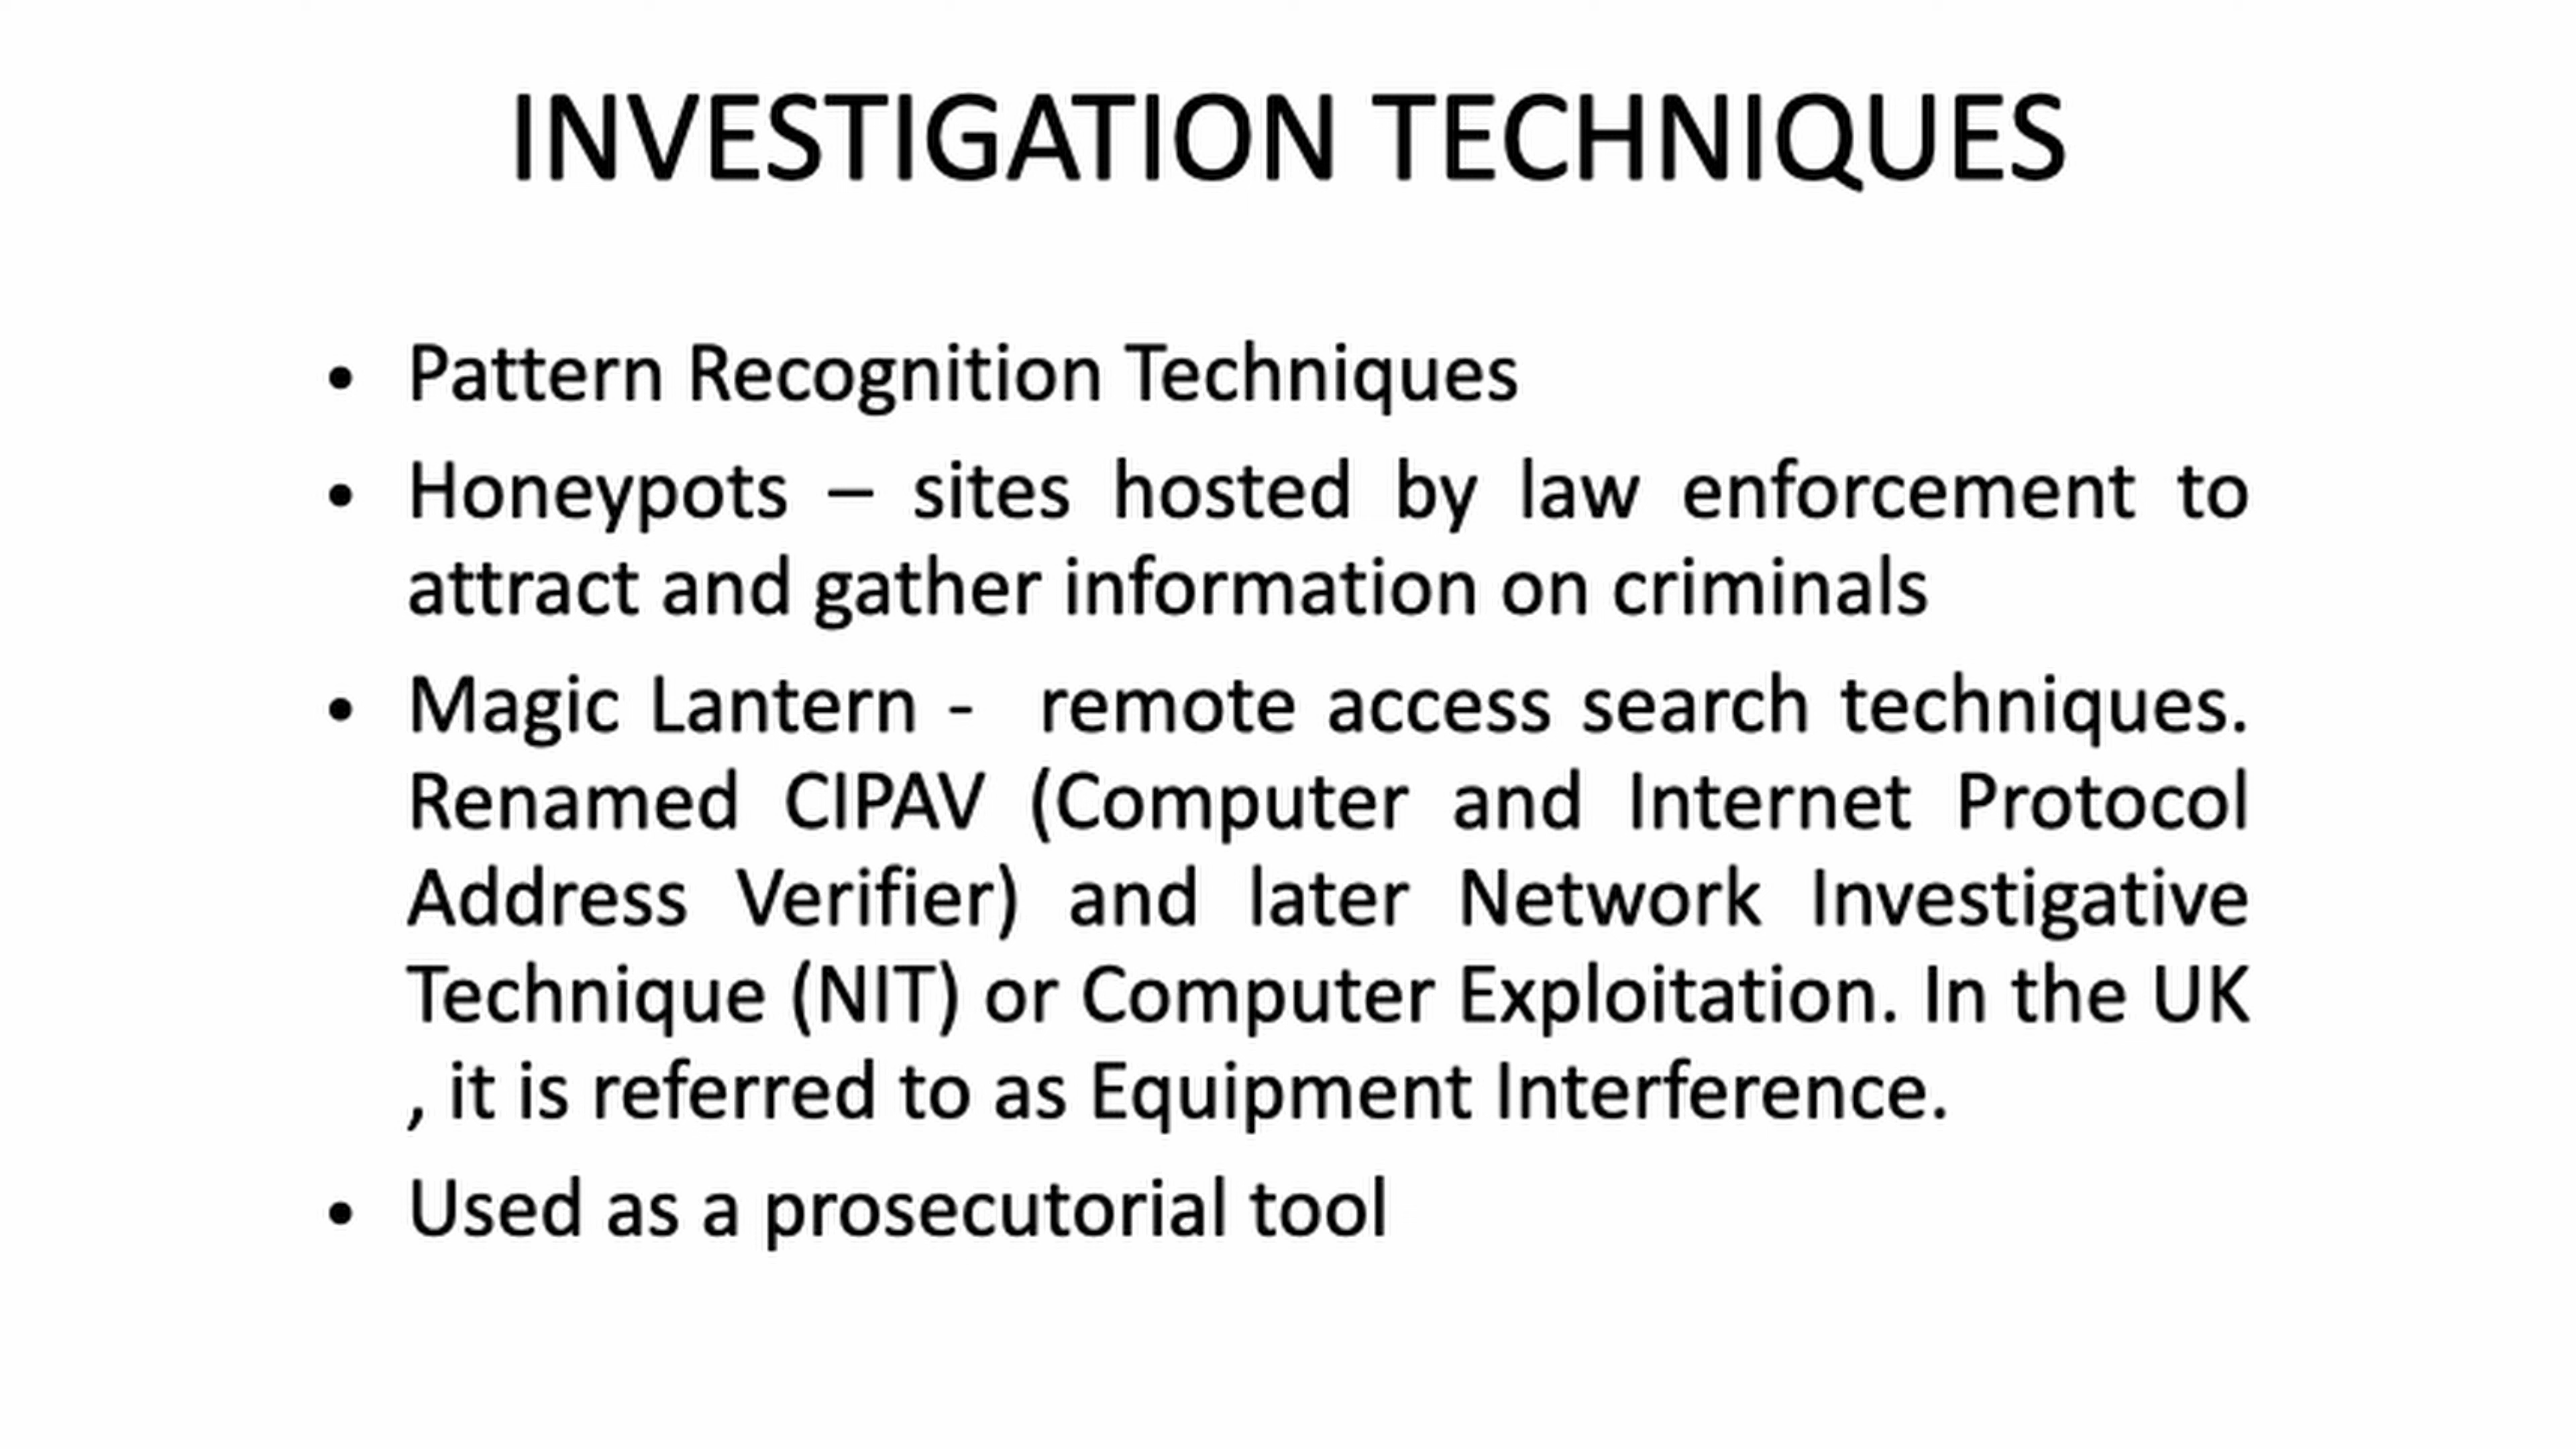 INVESTIGATION TECHNIQUES
• Pattern Recognition Techniques
• Honeypots – sites hosted by law enforcement to
attract and gather information on criminals
• Magic Lantern -  remote access search techniques.
Renamed CIPAV (Computer and Internet Protocol
Address Verifier) and later Network Investigative
Technique (NIT) or Computer Exploitation. In the UK
, it is referred to as Equipment Interference.
• Used as a prosecutorial tool